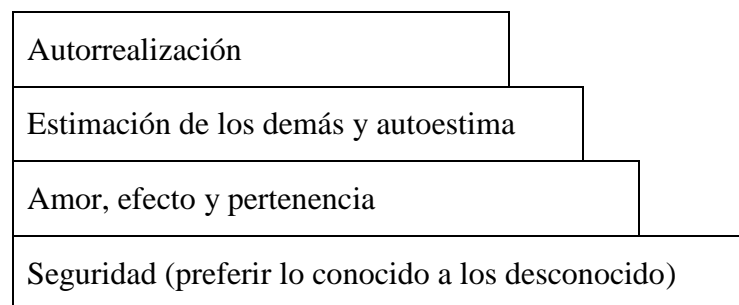 Autorrealización
Estimación de los demás y autoestima
Amor, efecto y pertenencia
Seguridad (preferir lo conocido a los desconocido)